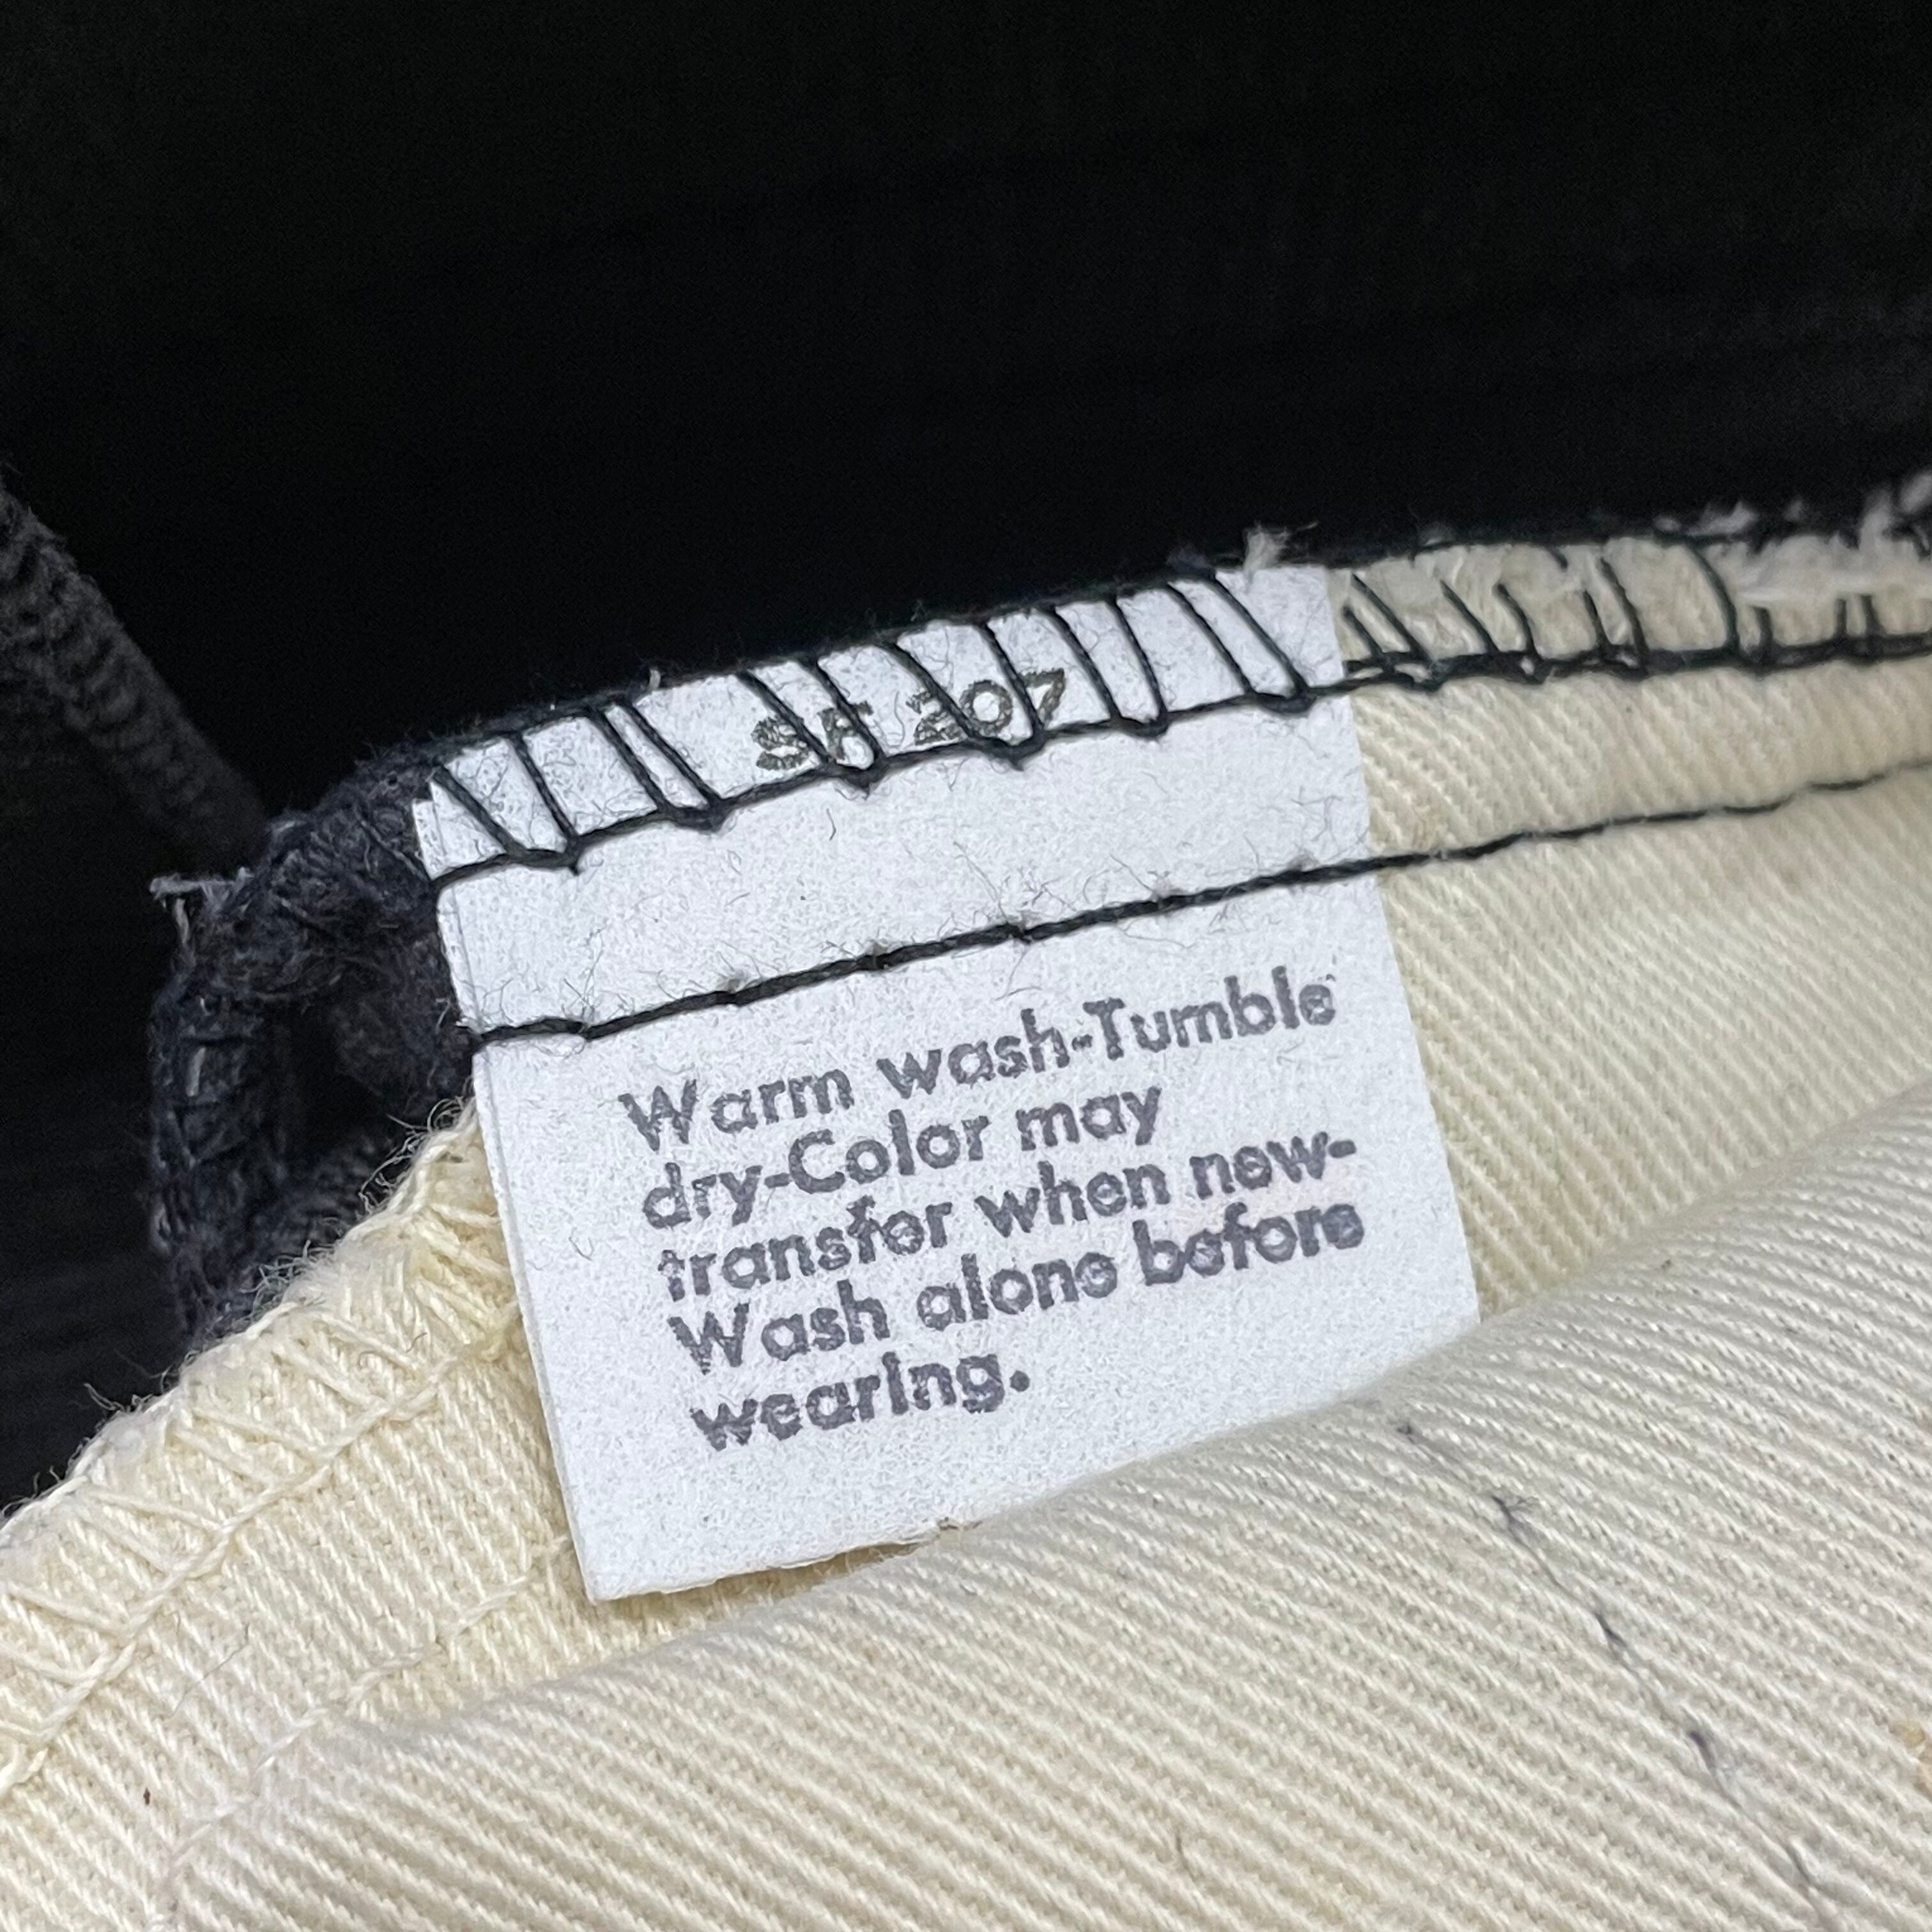 SF 207
Warm wash-Tumble
dry-Color may
transfer when new-
Wash alone before
wearing.